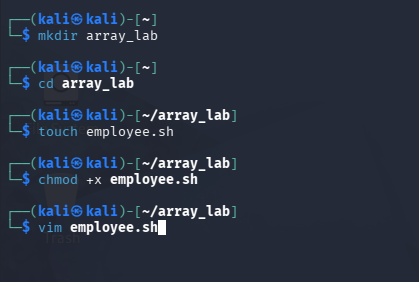 ┌──(kali㉿kali)-[~]
└─$ mkdir array_lab
┌──(kali㉿kali)-[~]
└─$ cd array_lab
┌──(kali㉿kali)-[~/array_lab]
└─$ touch employee.sh
┌──(kali㉿kali)-[~/array_lab]
└─$ chmod +x employee.sh
┌──(kali㉿kali)-[~/array_lab]
└─$ vim employee.sh
Trash